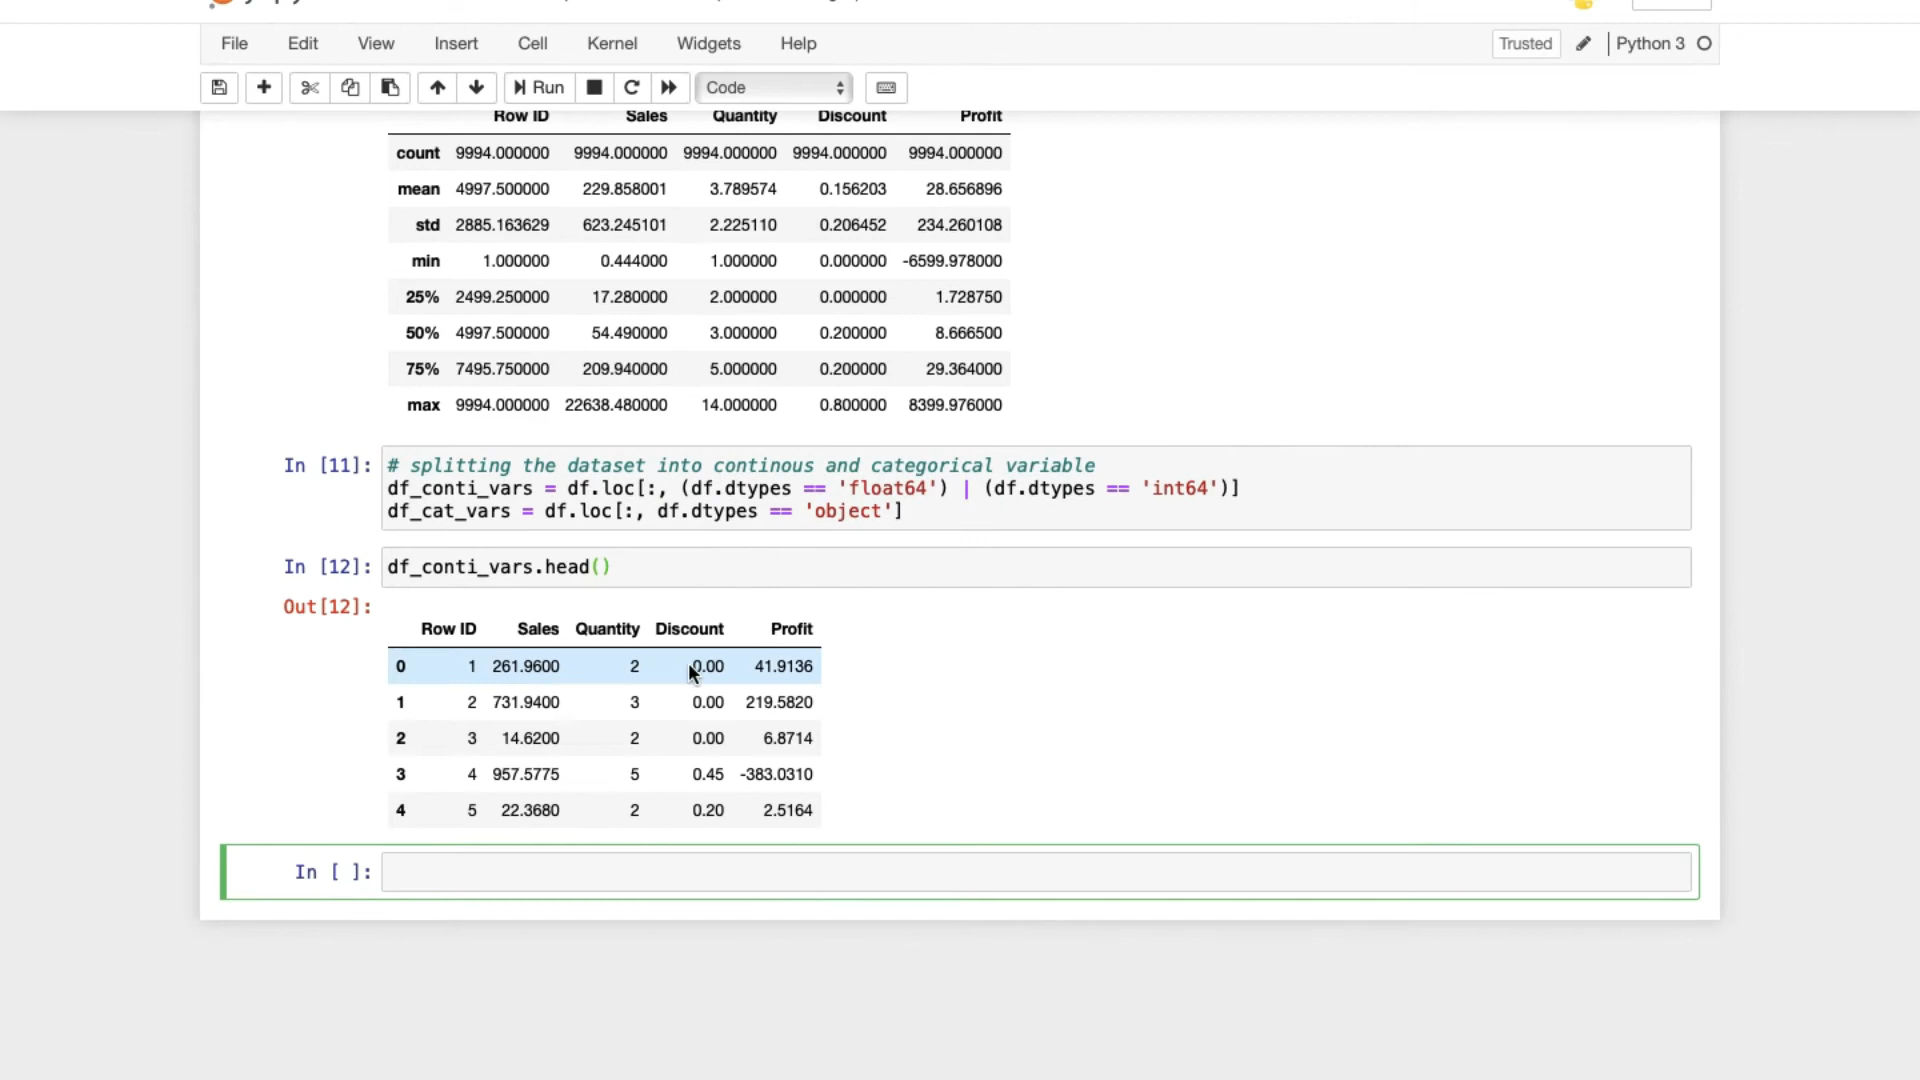 File Edit View Insert Cell Kernel Widgets Help Trusted Python 3
Run Code
Row ID Sales Quantity Discount Profit
count 9994.000000 9994.000000 9994.000000 9994.000000 9994.000000
mean 4997.500000 229.858001 3.789574 0.156203 28.656896
std 2885.163629 623.245101 2.225110 0.206452 234.260108
min 1.000000 0.444000 1.000000 0.000000 -6599.978000
25% 2499.250000 17.280000 2.000000 0.000000 1.728750
50% 4997.500000 54.490000 3.000000 0.200000 8.666500
75% 7495.750000 209.940000 5.000000 0.200000 29.364000
max 9994.000000 22638.480000 14.000000 0.800000 8399.976000
In [11]: # splitting the dataset into continous and categorical variable
df_conti_vars = df.loc[:, (df.dtypes == 'float64') | (df.dtypes == 'int64')]
df_cat_vars = df.loc[:, df.dtypes == 'object']
In [12]: df_conti_vars.head()
Out[12]:
Row ID Sales Quantity Discount Profit
0 1 261.9600 2 0.00 41.9136
1 2 731.9400 3 0.00 219.5820
2 3 14.6200 2 0.00 6.8714
3 4 957.5775 5 0.45 -383.0310
4 5 22.3680 2 0.20 2.5164
In [ ]: